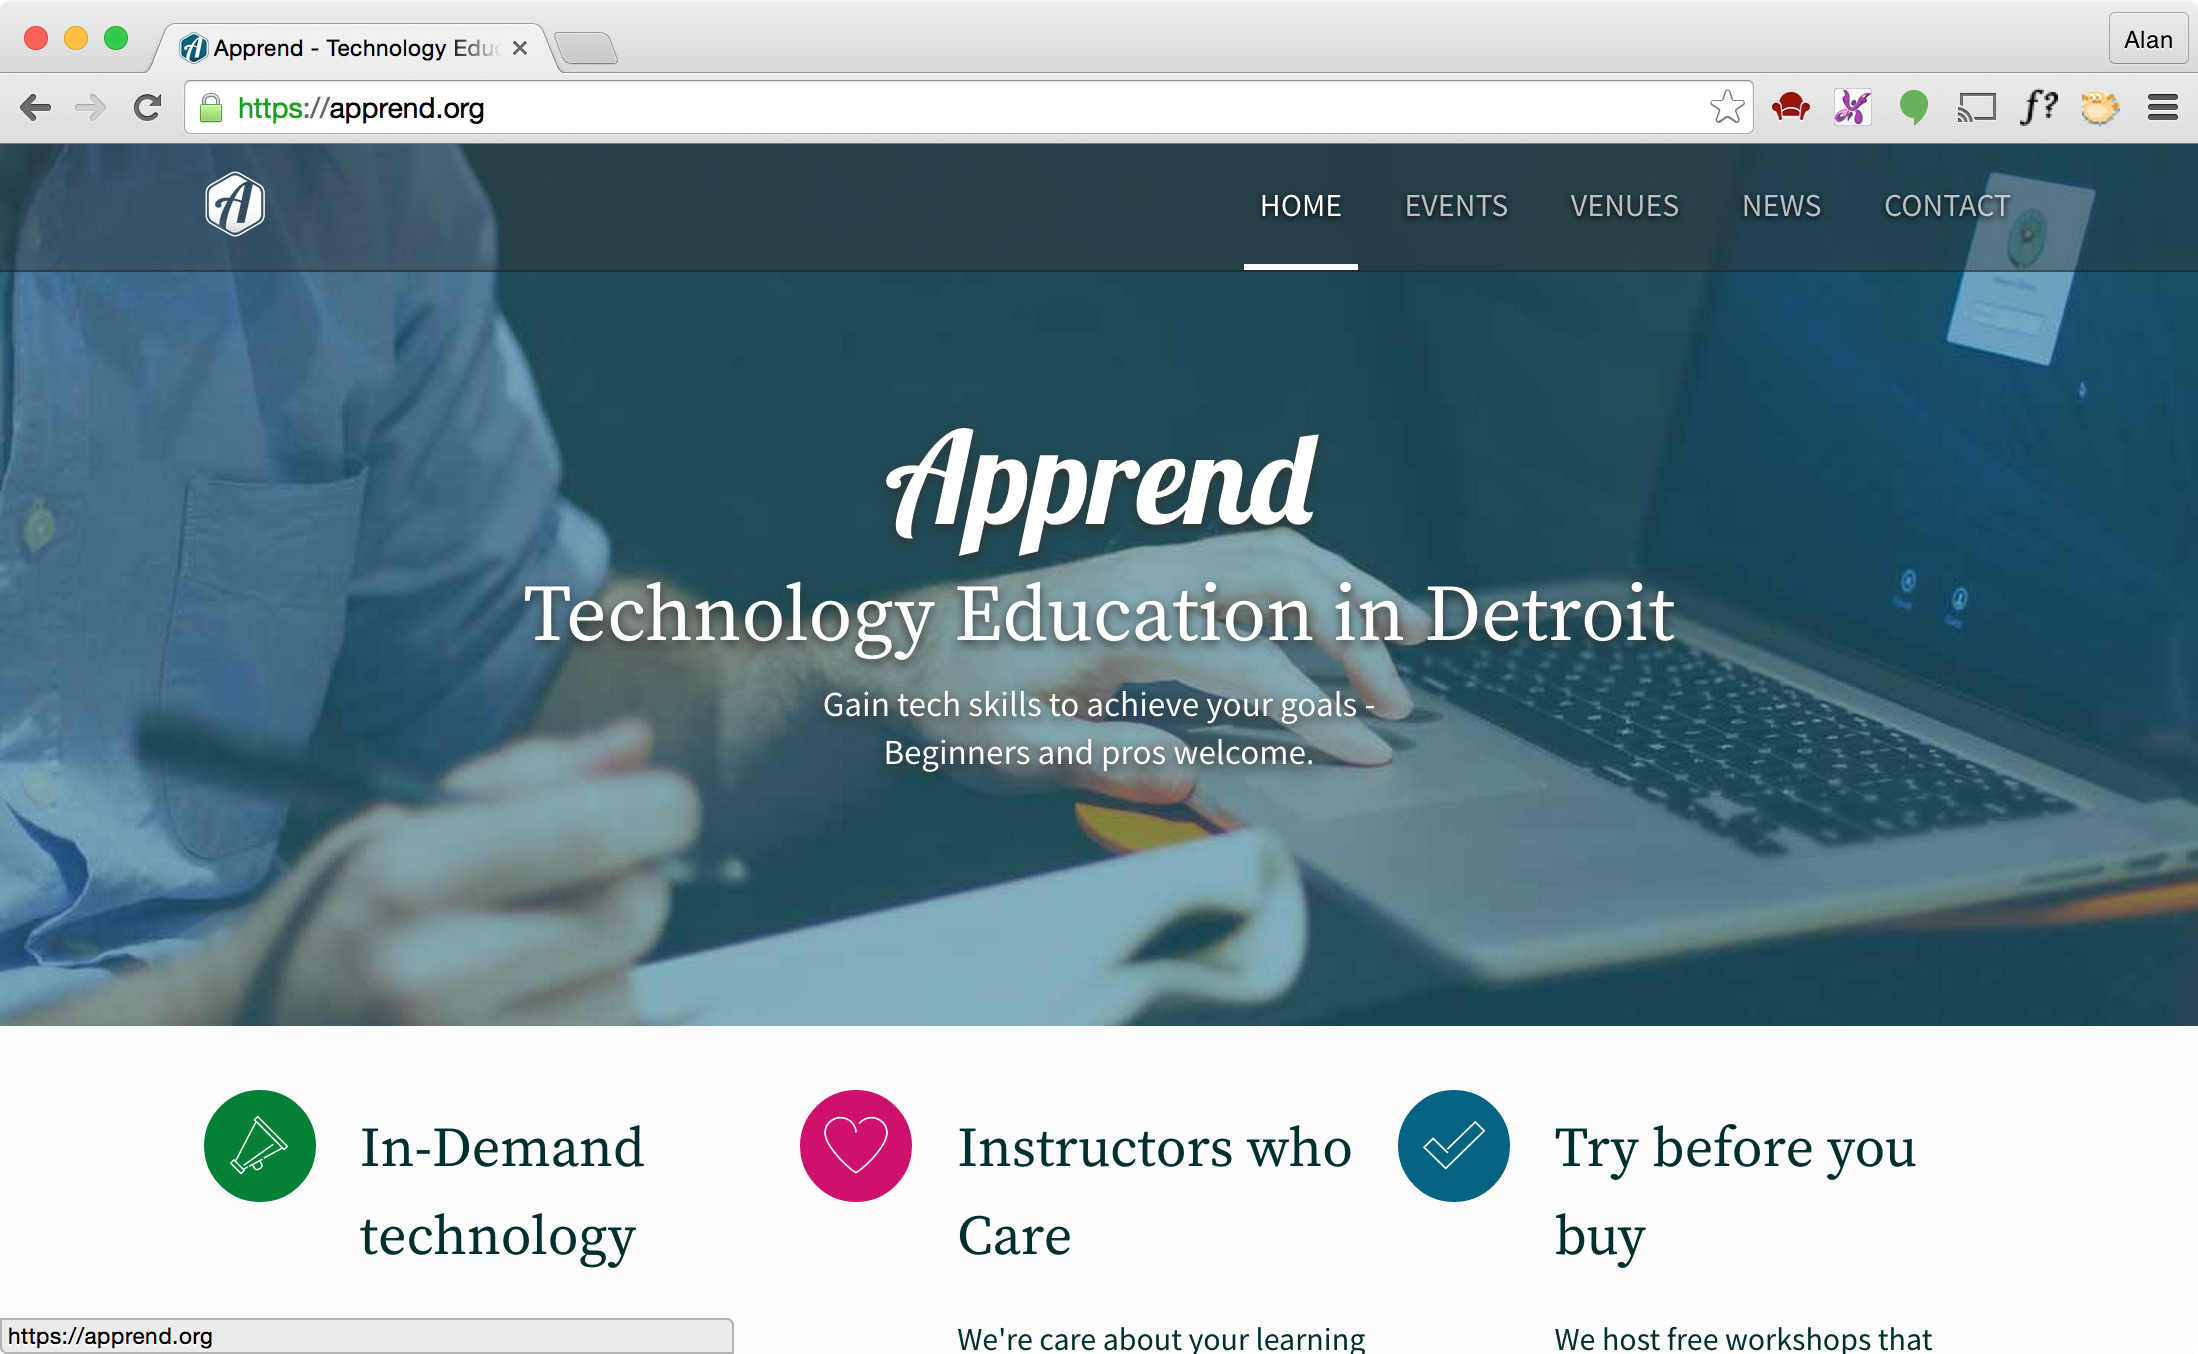 Apprend - Technology Educ
Alan
https://apprend.org
A
HOME EVENTS VENUES NEWS CONTACT
Apprend
Technology Education in Detroit
Gain tech skills to achieve your goals -
Beginners and pros welcome.
In-Demand
technology
Instructors who
Care
We're care about your learning
Try before you
buy
We host free workshops that
https://apprend.org